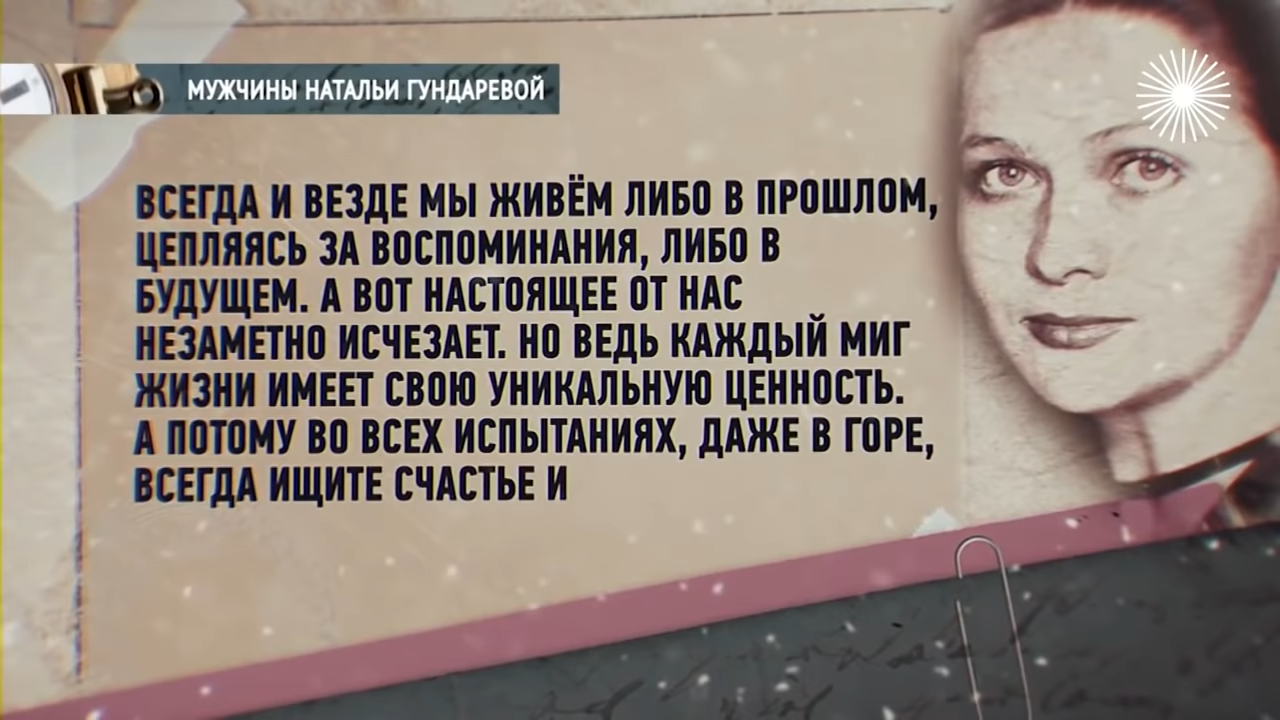 МУЖЧИНЫ НАТАЛЬИ ГУНДАРЕВОЙ
ВСЕГДА И ВЕЗДЕ МЫ ЖИВЁМ ЛИБО В ПРОШЛОМ,
ЦЕПЛЯЯСЬ ЗА ВОСПОМИНАНИЯ, ЛИБО В
БУДУЩЕМ. А ВОТ НАСТОЯЩЕЕ ОТ НАС
НЕЗАМЕТНО ИСЧЕЗАЕТ. НО ВЕДЬ КАЖДЫЙ МИГ
ЖИЗНИ ИМЕЕТ СВОЮ УНИКАЛЬНУЮ ЦЕННОСТЬ.
А ПОТОМУ ВО ВСЕХ ИСПЫТАНИЯХ, ДАЖЕ В ГОРЕ,
ВСЕГДА ИЩИТЕ СЧАСТЬЕ И